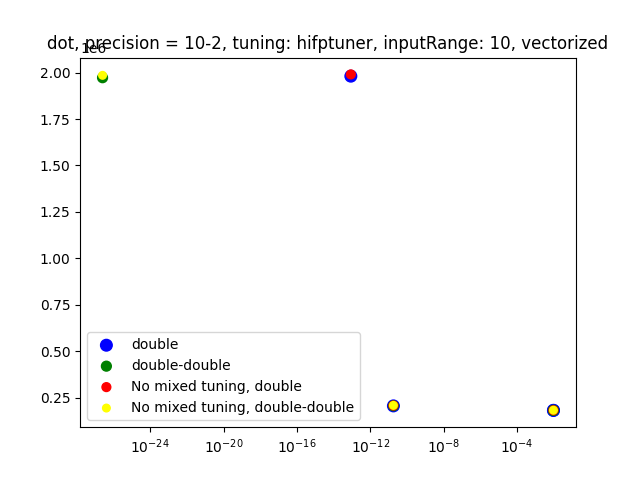 dot, precision = 10-2, tuning: hifptuner, inputRange: 10, vectorized
1e6
2.00
1.75
1.50
1.25
1.00
0.75
0.50
0.25
double
double-double
No mixed tuning, double
No mixed tuning, double-double
10⁻²⁴ 10⁻²⁰ 10⁻¹⁶ 10⁻¹² 10⁻⁸ 10⁻⁴